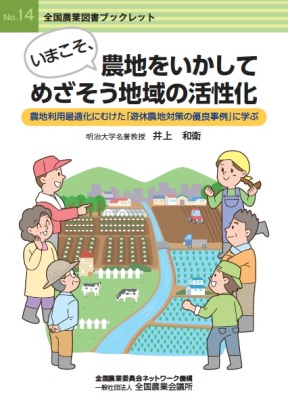 No.14 全国農業図書ブックレット
いまこそ、
農地をいかして
めざそう地域の活性化
農地利用最適化にむけた「遊休農地対策の優良事例」に学ぶ
明治大学名誉教授 井上 和衛
全国農業委員会ネットワーク機構
一般社団法人 全国農業会議所